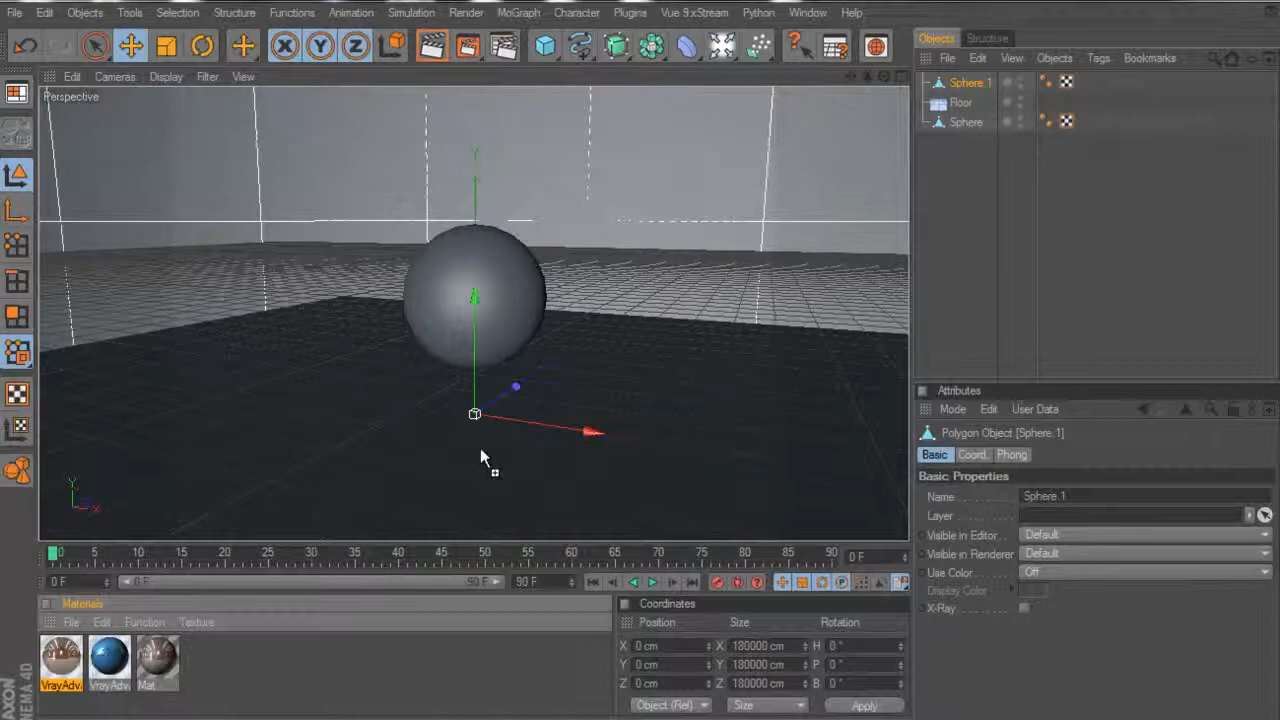 File Edit Objects Tools Selection Structure Functions Animation Simulation Render MoGraph Character Plugins Vue 9.xStream Python Window Help
X Y Z
Objects Structure
File Edit View Objects Tags Bookmarks
Sphere.1
Floor
Sphere
Edit Cameras Display Filter View
Perspective
Y
Y
X
0 5 10 15 20 25 30 35 40 45 50 55 60 65 70 75 80 85 90 0 F
0 F 0 F 90 F 90 F
Attributes
Mode Edit User Data
Polygon Object [Sphere.1]
Basic Coord. Phong
Basic Properties
Name Sphere.1
Layer
Visible in Editor Default
Visible in Renderer Default
Use Color Off
Display Color
X-Ray
Materials
File Edit Function Texture
VrayAdv. VrayAdv Mat
Coordinates
Position Size Rotation
X 0 cm X 180000 cm H 0 °
Y 0 cm Y 180000 cm P 0 °
Z 0 cm Z 180000 cm B 0 °
Object (Rel) Size Apply
AXON
NEMA 4D